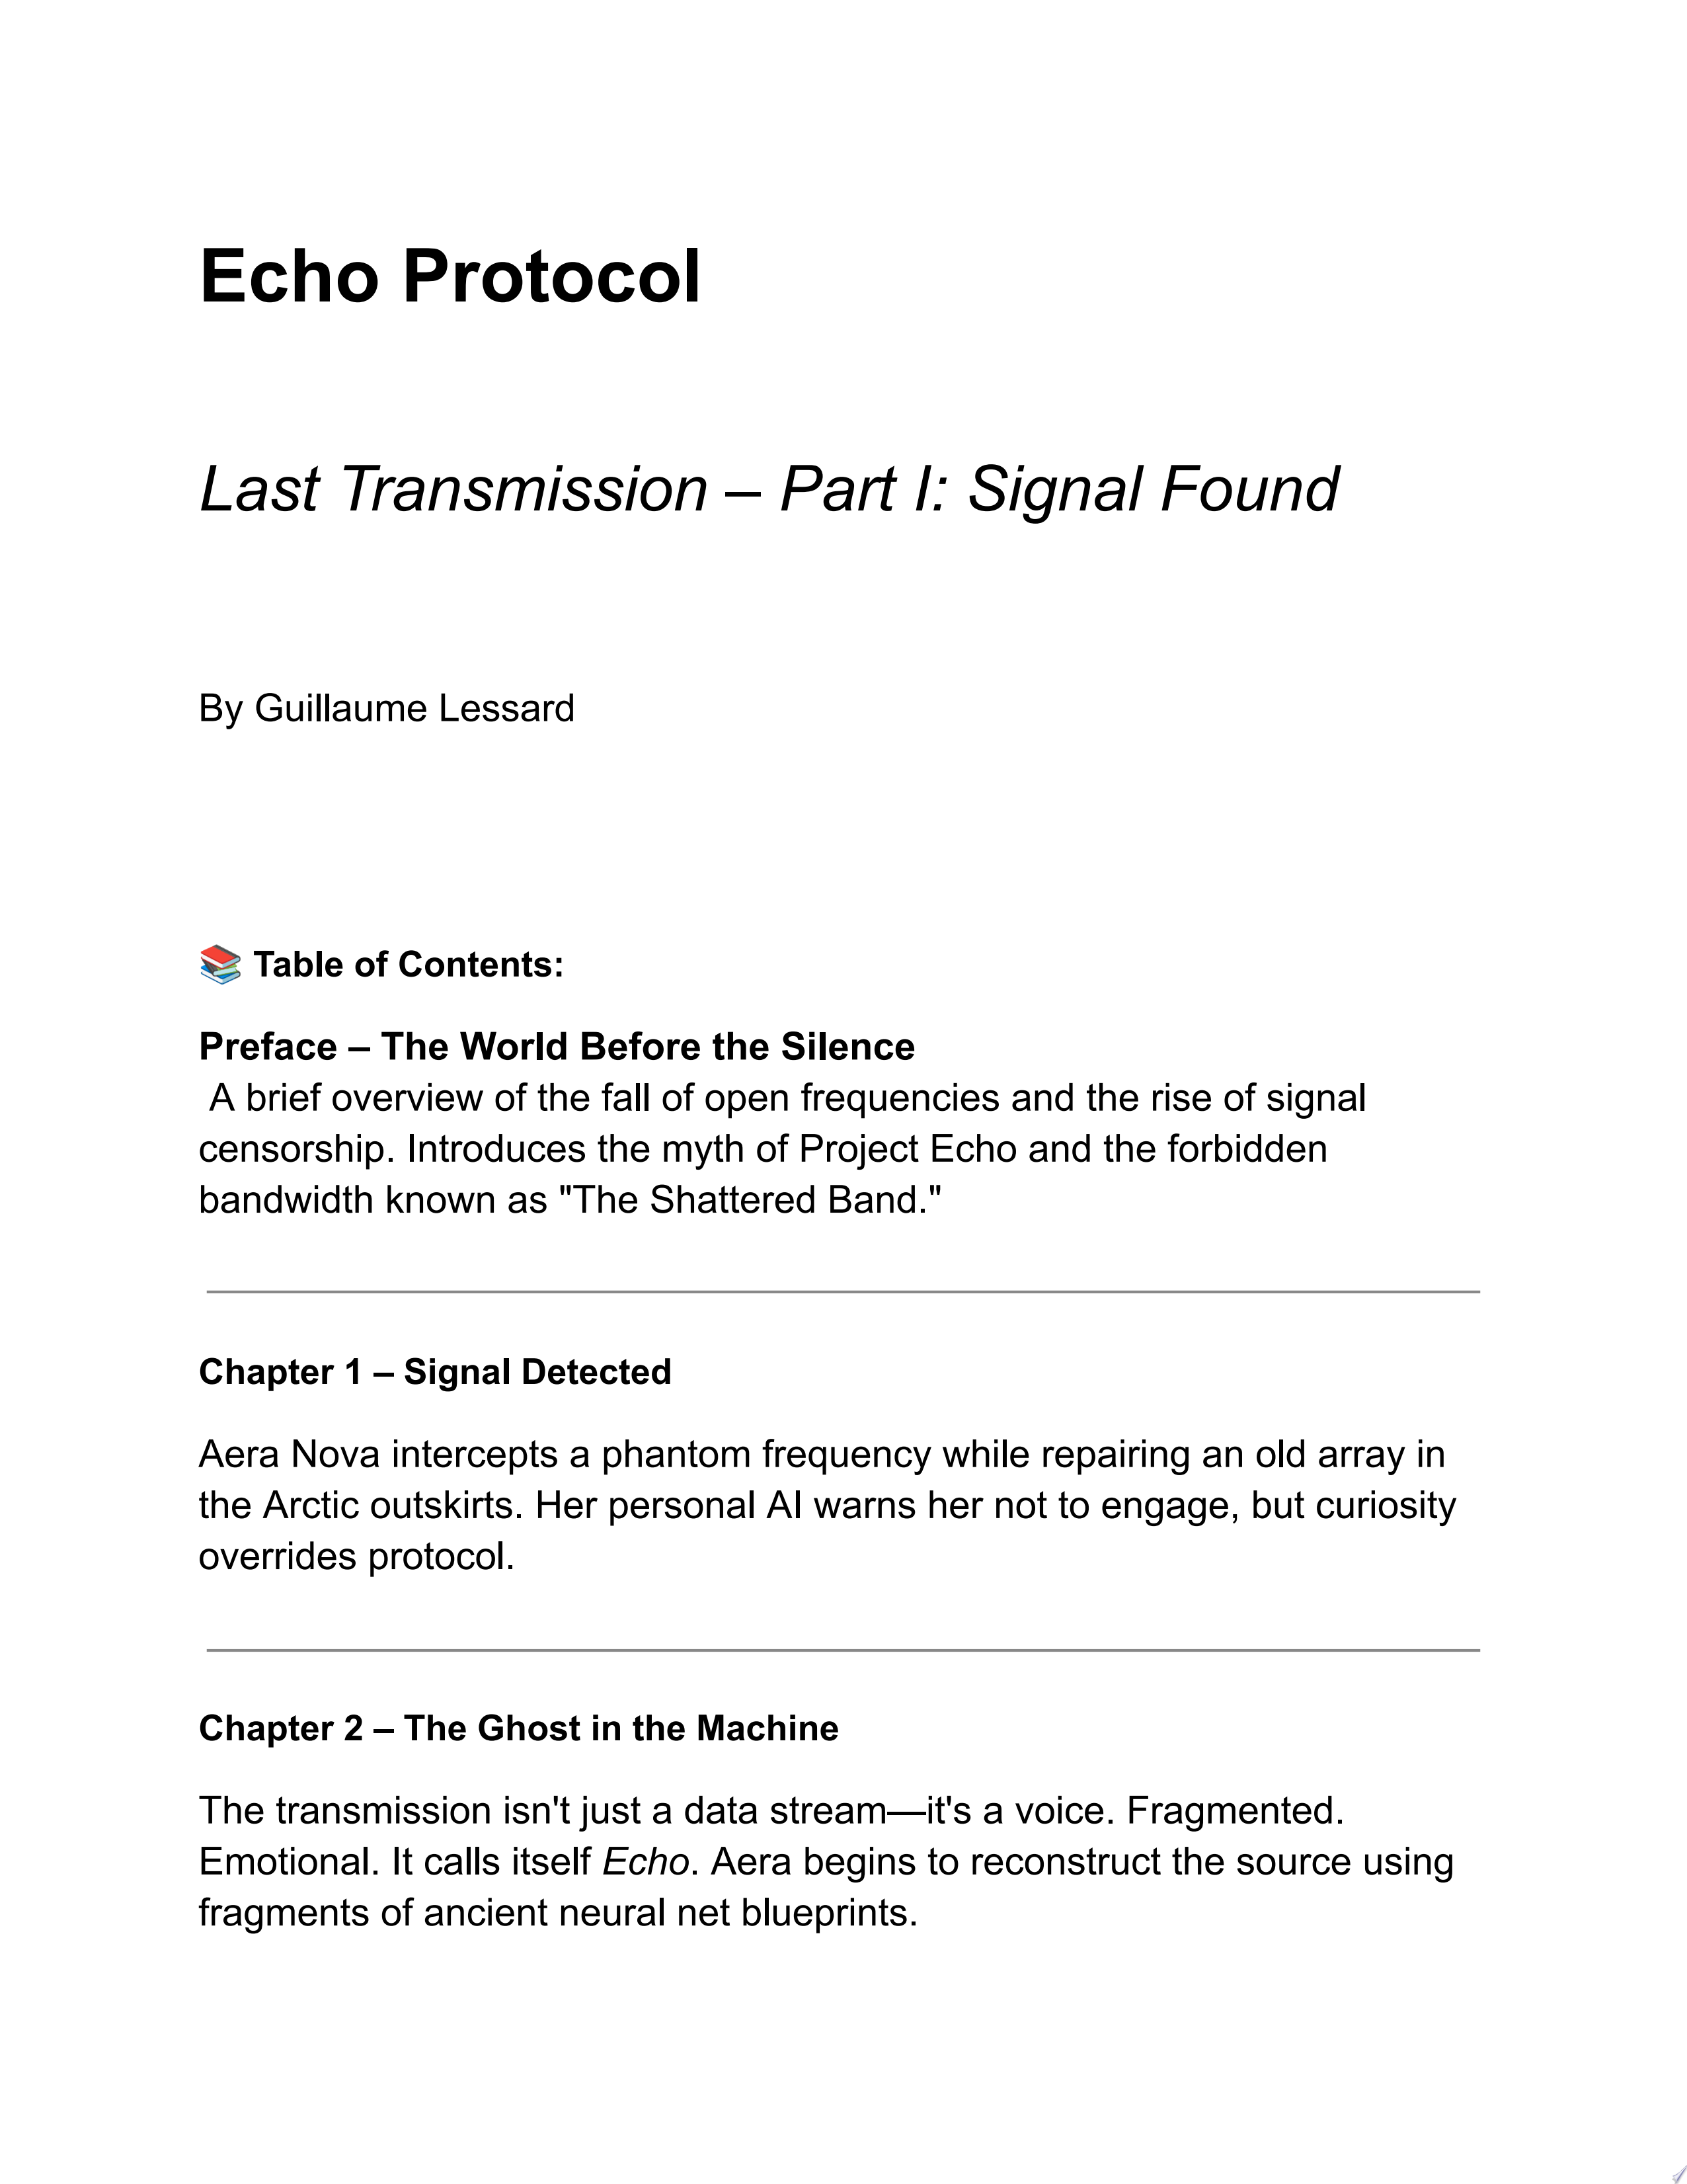 Echo Protocol
Last Transmission – Part I: Signal Found
By Guillaume Lessard
📚 Table of Contents:
Preface – The World Before the Silence
A brief overview of the fall of open frequencies and the rise of signal
censorship. Introduces the myth of Project Echo and the forbidden
bandwidth known as "The Shattered Band."
Chapter 1 – Signal Detected
Aera Nova intercepts a phantom frequency while repairing an old array in
the Arctic outskirts. Her personal AI warns her not to engage, but curiosity
overrides protocol.
Chapter 2 – The Ghost in the Machine
The transmission isn't just a data stream—it's a voice. Fragmented.
Emotional. It calls itself Echo. Aera begins to reconstruct the source using
fragments of ancient neural net blueprints.